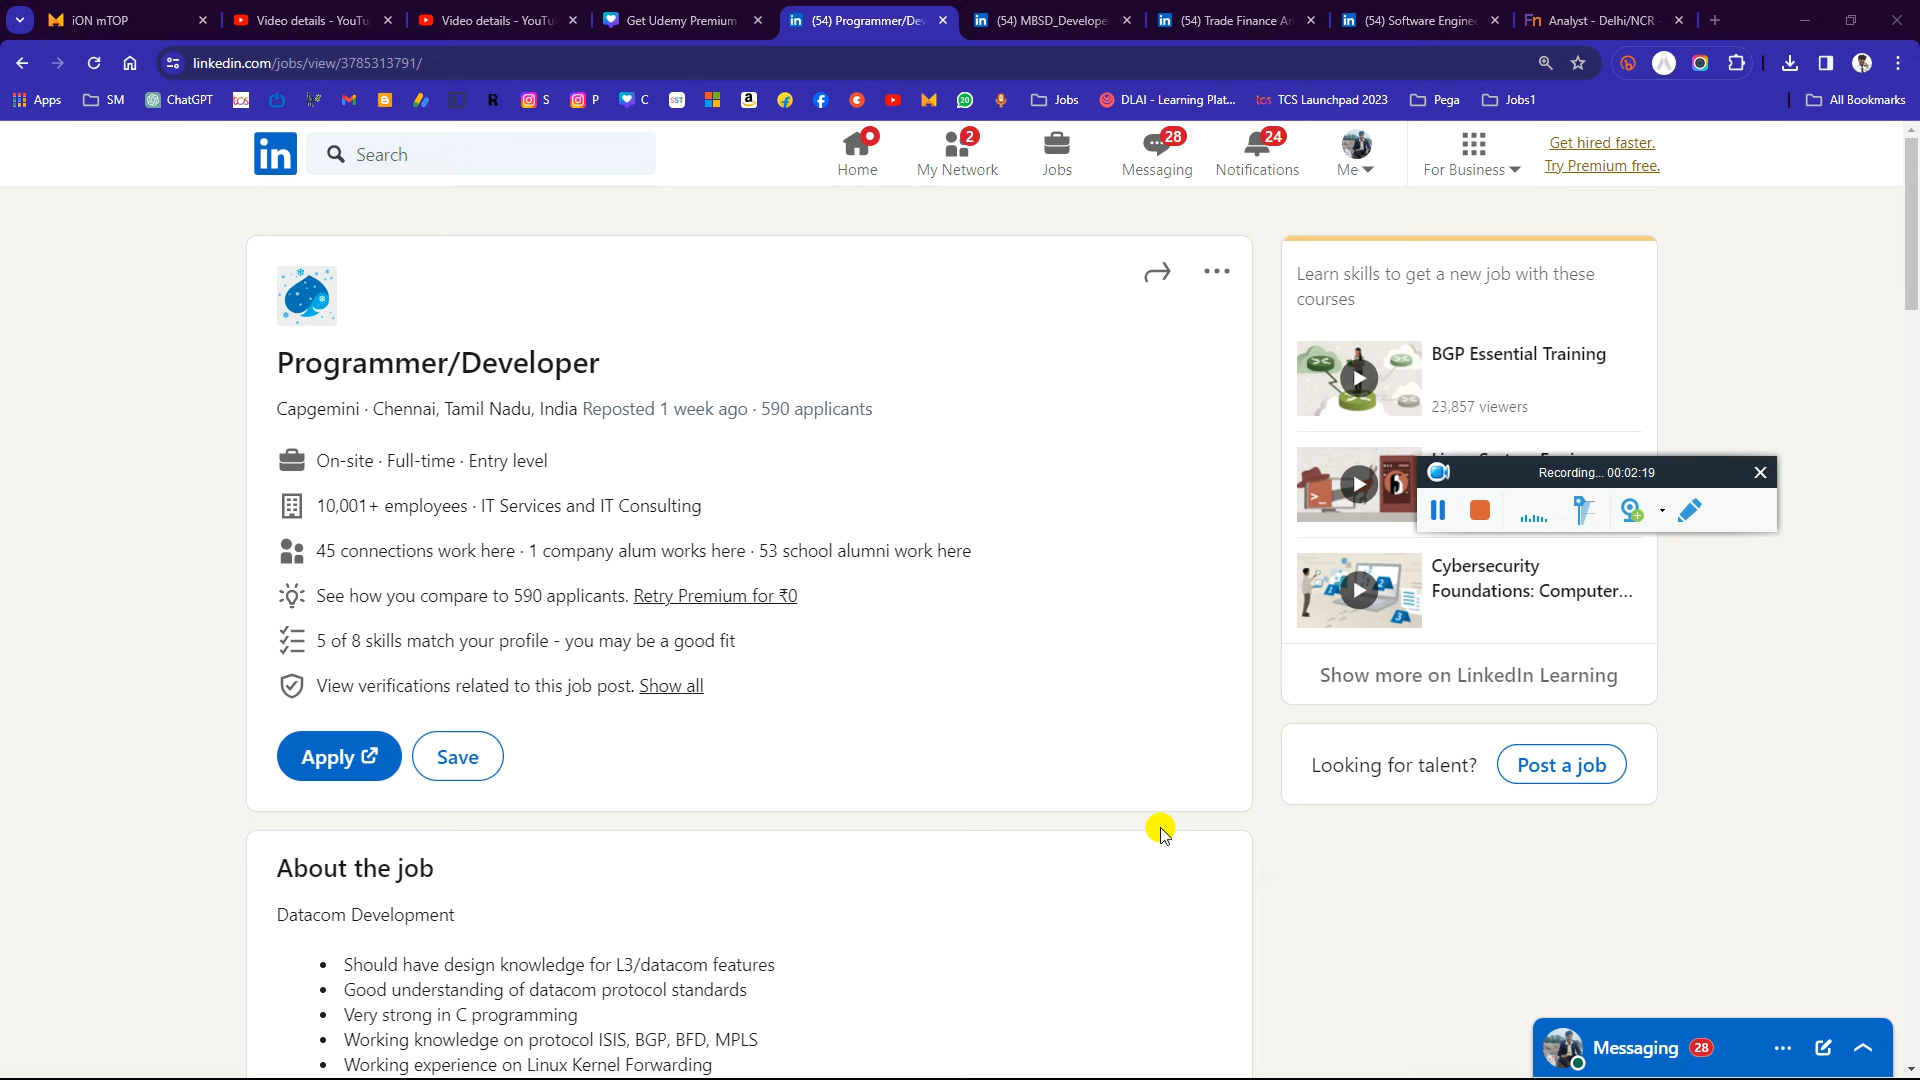 iON mTOP
Video details - YouTu
Video details - YouTu
Get Udemy Premium
(54) Programmer/Dev
(54) MBSD_Develope
(54) Trade Finance An
(54) Software Enginee
Analyst - Delhi/NCR
linkedin.com/jobs/view/3785313791/
Apps
SM
ChatGPT
S
P
C
Jobs
DLAI - Learning Plat...
TCS Launchpad 2023
Pega
Jobs1
All Bookmarks
in
Search
Home
2
My Network
Jobs
28
Messaging
24
Notifications
Me
For Business
Get hired faster.
Try Premium free.
Programmer/Developer
Capgemini · Chennai, Tamil Nadu, India Reposted 1 week ago · 590 applicants
On-site · Full-time · Entry level
10,001+ employees · IT Services and IT Consulting
45 connections work here · 1 company alum works here · 53 school alumni work here
See how you compare to 590 applicants. Retry Premium for ₹0
5 of 8 skills match your profile - you may be a good fit
View verifications related to this job post. Show all
Apply
Save
About the job
Datacom Development
• Should have design knowledge for L3/datacom features
• Good understanding of datacom protocol standards
• Very strong in C programming
• Working knowledge on protocol ISIS, BGP, BFD, MPLS
• Working experience on Linux Kernel Forwarding
Learn skills to get a new job with these
courses
BGP Essential Training
23,857 viewers
Recording... 00:02:19
Cybersecurity
Foundations: Computer...
Show more on LinkedIn Learning
Looking for talent?
Post a job
Messaging 28